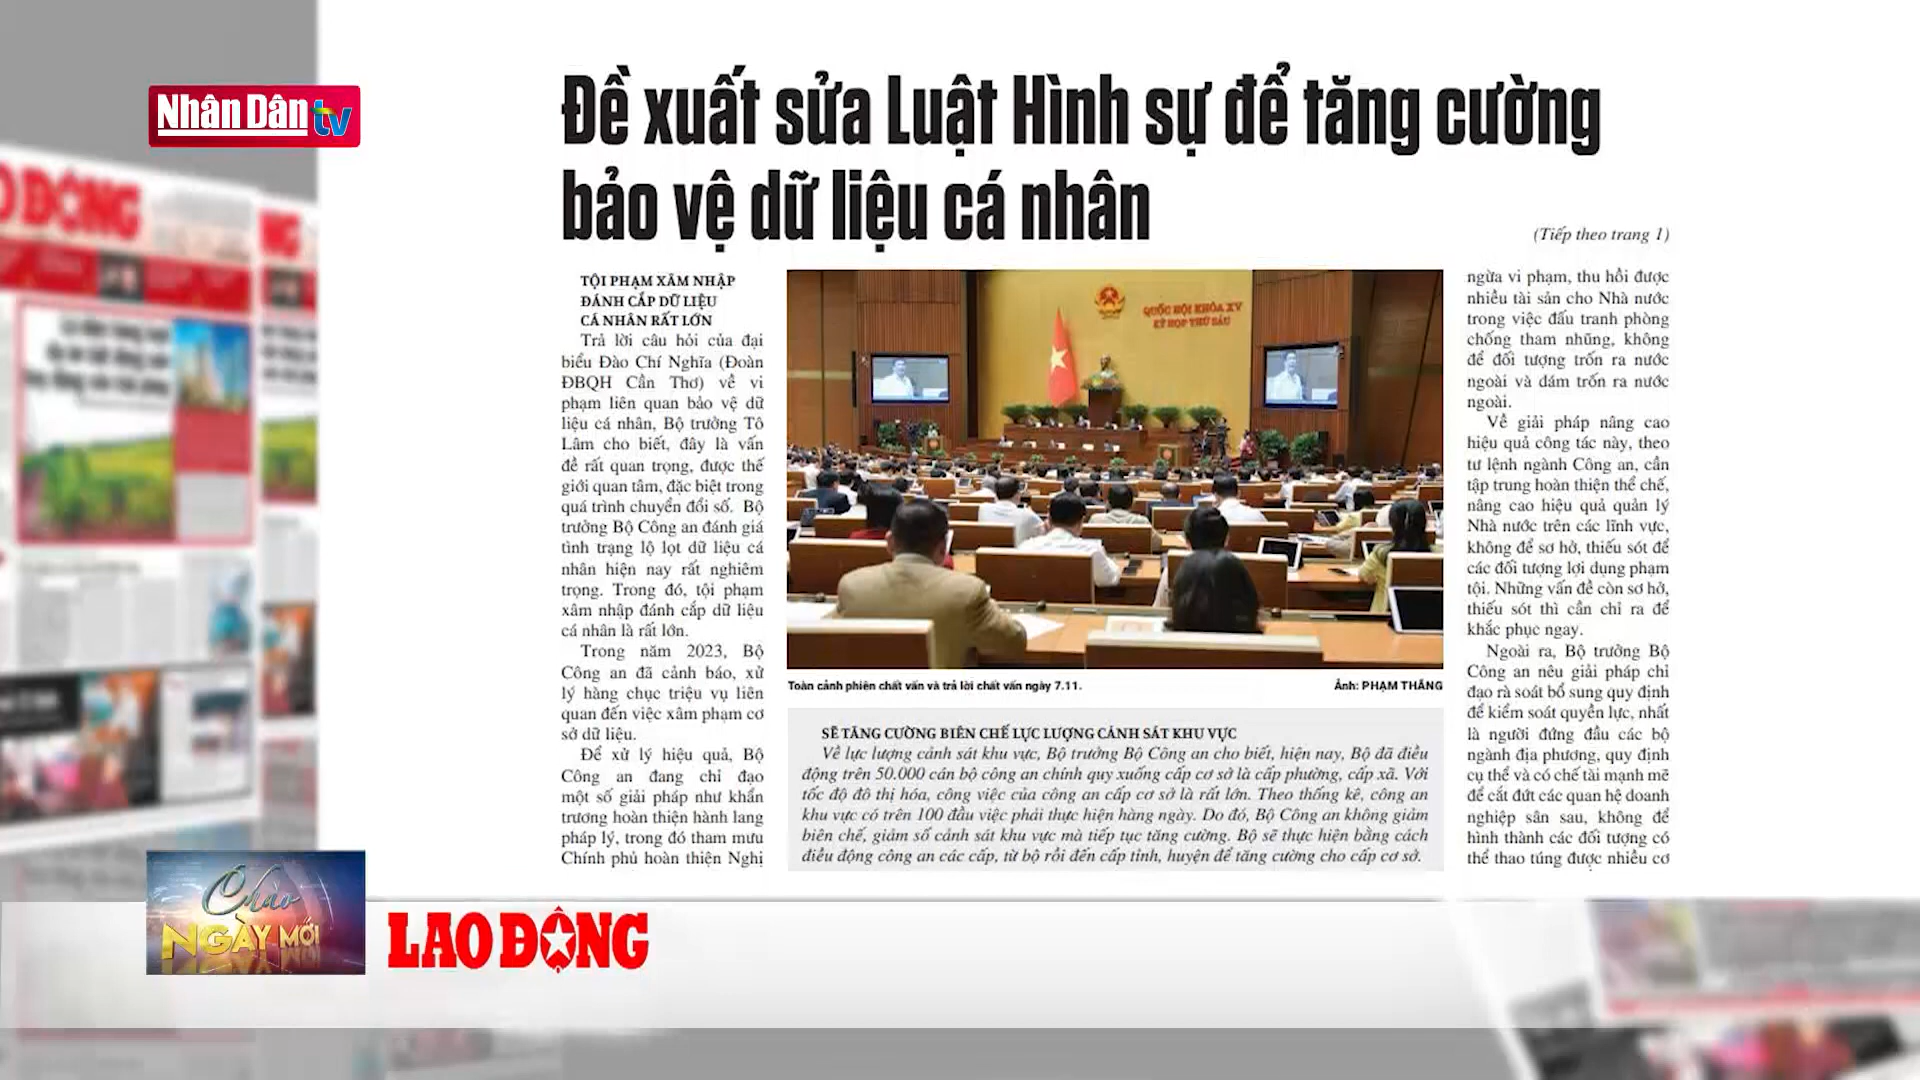 Nhân Dân tv
Đề xuất sửa Luật Hình sự để tăng cường
bảo vệ dữ liệu cá nhân
(Tiếp theo trang 1)
TỘI PHẠM XÂM NHẬP
ĐÁNH CẮP DỮ LIỆU
CÁ NHÂN RẤT LỚN
Trả lời câu hỏi của đại
biểu Đào Chí Nghĩa (Đoàn
ĐBQH Cần Thơ) về vi
phạm liên quan bảo vệ dữ
liệu cá nhân, Bộ trưởng Tô
Lâm cho biết, đây là vấn
đề rất quan trọng, được thế
giới quan tâm, đặc biệt trong
quá trình chuyển đổi số. Bộ
trưởng Bộ Công an đánh giá
tình trạng lộ lọt dữ liệu cá
nhân hiện nay rất nghiêm
trọng. Trong đó, tội phạm
xâm nhập đánh cắp dữ liệu
cá nhân là rất lớn.
Trong năm 2023, Bộ
Công an đã cảnh báo, xử
lý hàng chục triệu vụ liên
quan đến việc xâm phạm cơ
sở dữ liệu.
Để xử lý hiệu quả, Bộ
Công an đang chỉ đạo
một số giải pháp như khẩn
trương hoàn thiện hành lang
pháp lý, trong đó tham mưu
Chính phủ hoàn thiện Nghị
QUỐC HỘI KHÓA XV
KỲ HỌP THỨ SÁU
Toàn cảnh phiên chất vấn và trả lời chất vấn ngày 7.11.
Ảnh: PHẠM THẮNG
SẼ TĂNG CƯỜNG BIÊN CHẾ LỰC LƯỢNG CẢNH SÁT KHU VỰC
Về lực lượng cảnh sát khu vực, Bộ trưởng Bộ Công an cho biết, hiện nay, Bộ đã điều
động trên 50.000 cán bộ công an chính quy xuống cấp cơ sở là cấp phường, cấp xã. Với
tốc độ đô thị hóa, công việc của công an cấp cơ sở là rất lớn. Theo thống kê, công an
khu vực có trên 100 đầu việc phải thực hiện hàng ngày. Do đó, Bộ Công an không giảm
biên chế, giảm số cảnh sát khu vực mà tiếp tục tăng cường. Bộ sẽ thực hiện bằng cách
điều động công an các cấp, từ bộ rồi đến cấp tỉnh, huyện để tăng cường cho cấp cơ sở.
ngừa vi phạm, thu hồi được
nhiều tài sản cho Nhà nước
trong việc đấu tranh phòng
chống tham nhũng, không
để đối tượng trốn ra nước
ngoài và dám trốn ra nước
ngoài.
Về giải pháp nâng cao
hiệu quả công tác này, theo
tư lệnh ngành Công an, cần
tập trung hoàn thiện thể chế,
nâng cao hiệu quả quản lý
Nhà nước trên các lĩnh vực,
không để sơ hở, thiếu sót để
các đối tượng lợi dụng phạm
tội. Những vấn đề còn sơ hở,
thiếu sót thì cần chỉ ra để
khắc phục ngay.
Ngoài ra, Bộ trưởng Bộ
Công an nêu giải pháp chỉ
đạo rà soát bổ sung quy định
để kiểm soát quyền lực, nhất
là người đứng đầu các bộ
ngành địa phương, quy định
cụ thể và có chế tài mạnh mẽ
để cắt đứt các quan hệ doanh
nghiệp sân sau, không để
hình thành các đối tượng có
thể thao túng được nhiều cơ
Chào
NGÀY MỚI
LAO ĐỘNG